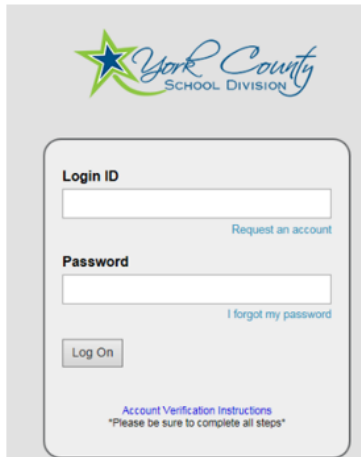 York County
SCHOOL DIVISION
Login ID
Request an account
Password
I forgot my password
Log On
Account Verification Instructions
*Please be sure to complete all steps*